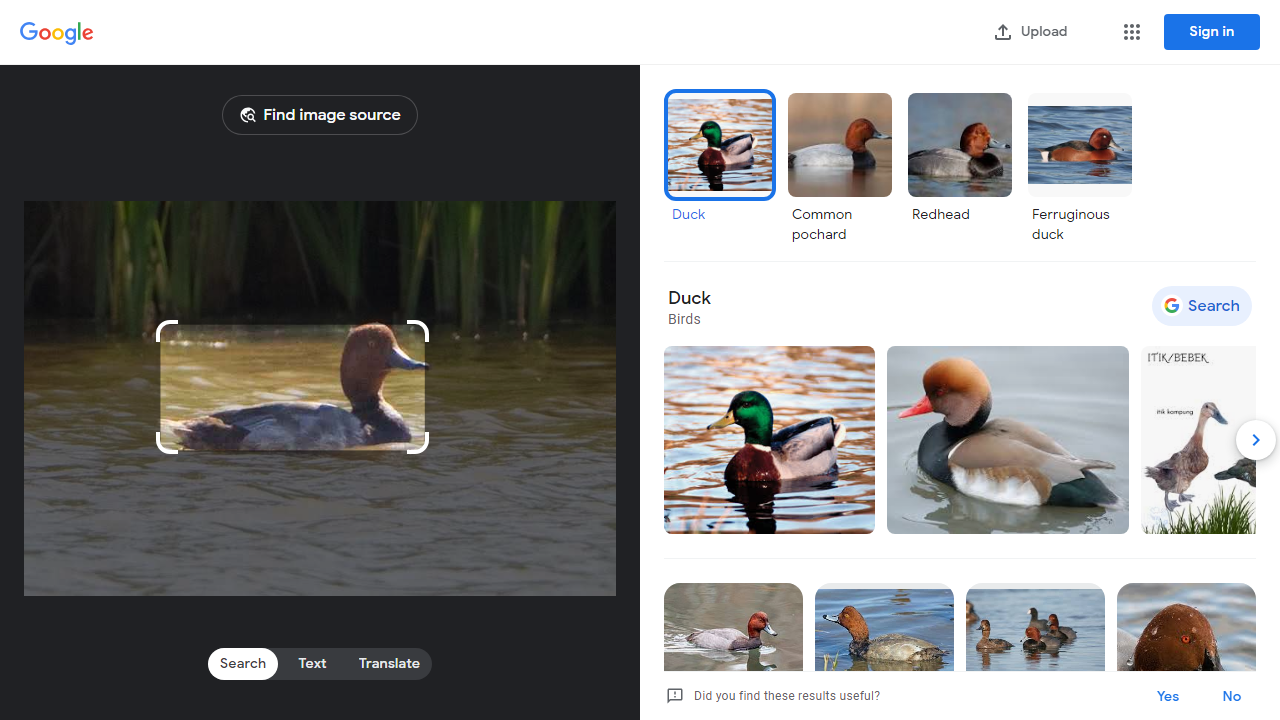 Google
Upload
Sign in
Find image source
Search
Text
Translate
Duck
Common
pochard
Redhead
Ferruginous
duck
Duck
Birds
Search
ITIK/BEBEK
itik kampung
Did you find these results useful?
Yes
No